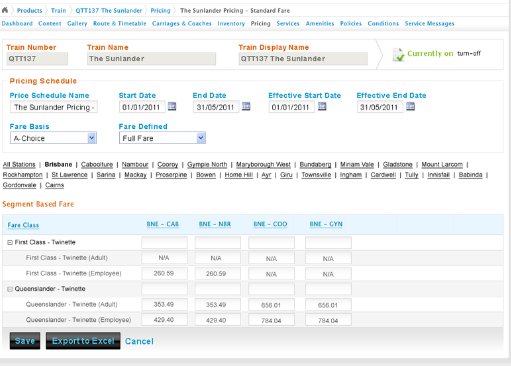 Products Train QTT137 The Sunlander Pricing The Sunlander Pricing - Standard Fare
Dashboard Content Gallery Route & Timetable Carriages & Coaches Inventory Pricing Services Amenities Policies Conditions Service Messages
Train Number Train Name Train Display Name
QTT137 The Sunlander QTT137 The Sunlander Currently on turn-off
Pricing Schedule
Price Schedule Name Start Date End Date Effective Start Date Effective End Date
The Sunlander Pricing - 01/01/2011 31/05/2011 01/01/2011 31/05/2011
Fare Basis Fare Defined
A-Choice Full Fare
All Stations | Brisbane | Caboolture | Nambour | Cooroy | Gympie North | Maryborough West | Bundaberg | Miriam Vale | Gladstone | Mount Larcom |
Rockhampton | St Lawrence | Sarina | Mackay | Proserpine | Bowen | Home Hill | Ayr | Giru | Townsville | Ingham | Cardwell | Tully | Innisfail | Babinda |
Gordonvale | Cairns
Segment Based Fare
Fare Class BNE - CAB BNE - NBR BNE - COO BNE - GYN
First Class - Twinette
First Class - Twinette (Adult) N/A N/A N/A N/A
First Class - Twinette (Employee) 260.59 260.59 N/A N/A
Queenslander - Twinette
Queenslander - Twinette (Adult) 353.49 353.49 656.01 656.01
Queenslander - Twinette (Employee) 429.40 429.40 784.04 784.04
Save Export to Excel Cancel